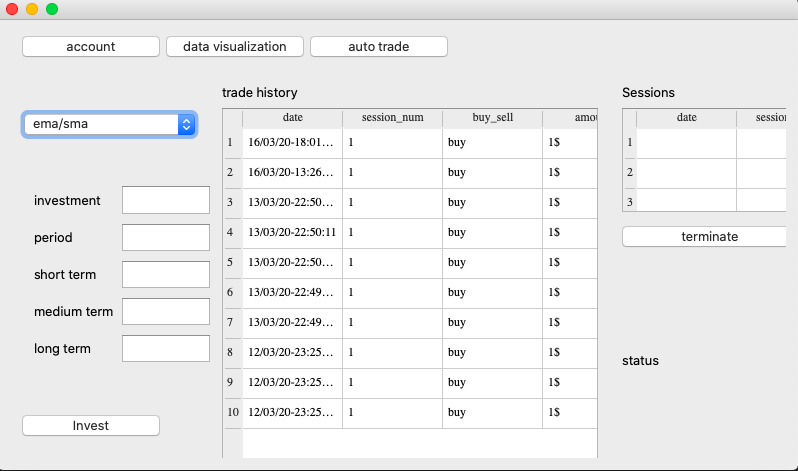 account data visualization auto trade
trade history
Sessions
ema/sma
date session_num buy_sell amou
1 16/03/20-18:01... 1 buy 1$
2 16/03/20-13:26... 1 buy 1$
3 13/03/20-22:50... 1 buy 1$
4 13/03/20-22:50:11 1 buy 1$
5 13/03/20-22:50... 1 buy 1$
6 13/03/20-22:49... 1 buy 1$
7 13/03/20-22:49... 1 buy 1$
8 12/03/20-23:25... 1 buy 1$
9 12/03/20-23:25... 1 buy 1$
10 12/03/20-23:25... 1 buy 1$
date session
1
2
3
terminate
investment
period
short term
medium term
long term
status
Invest